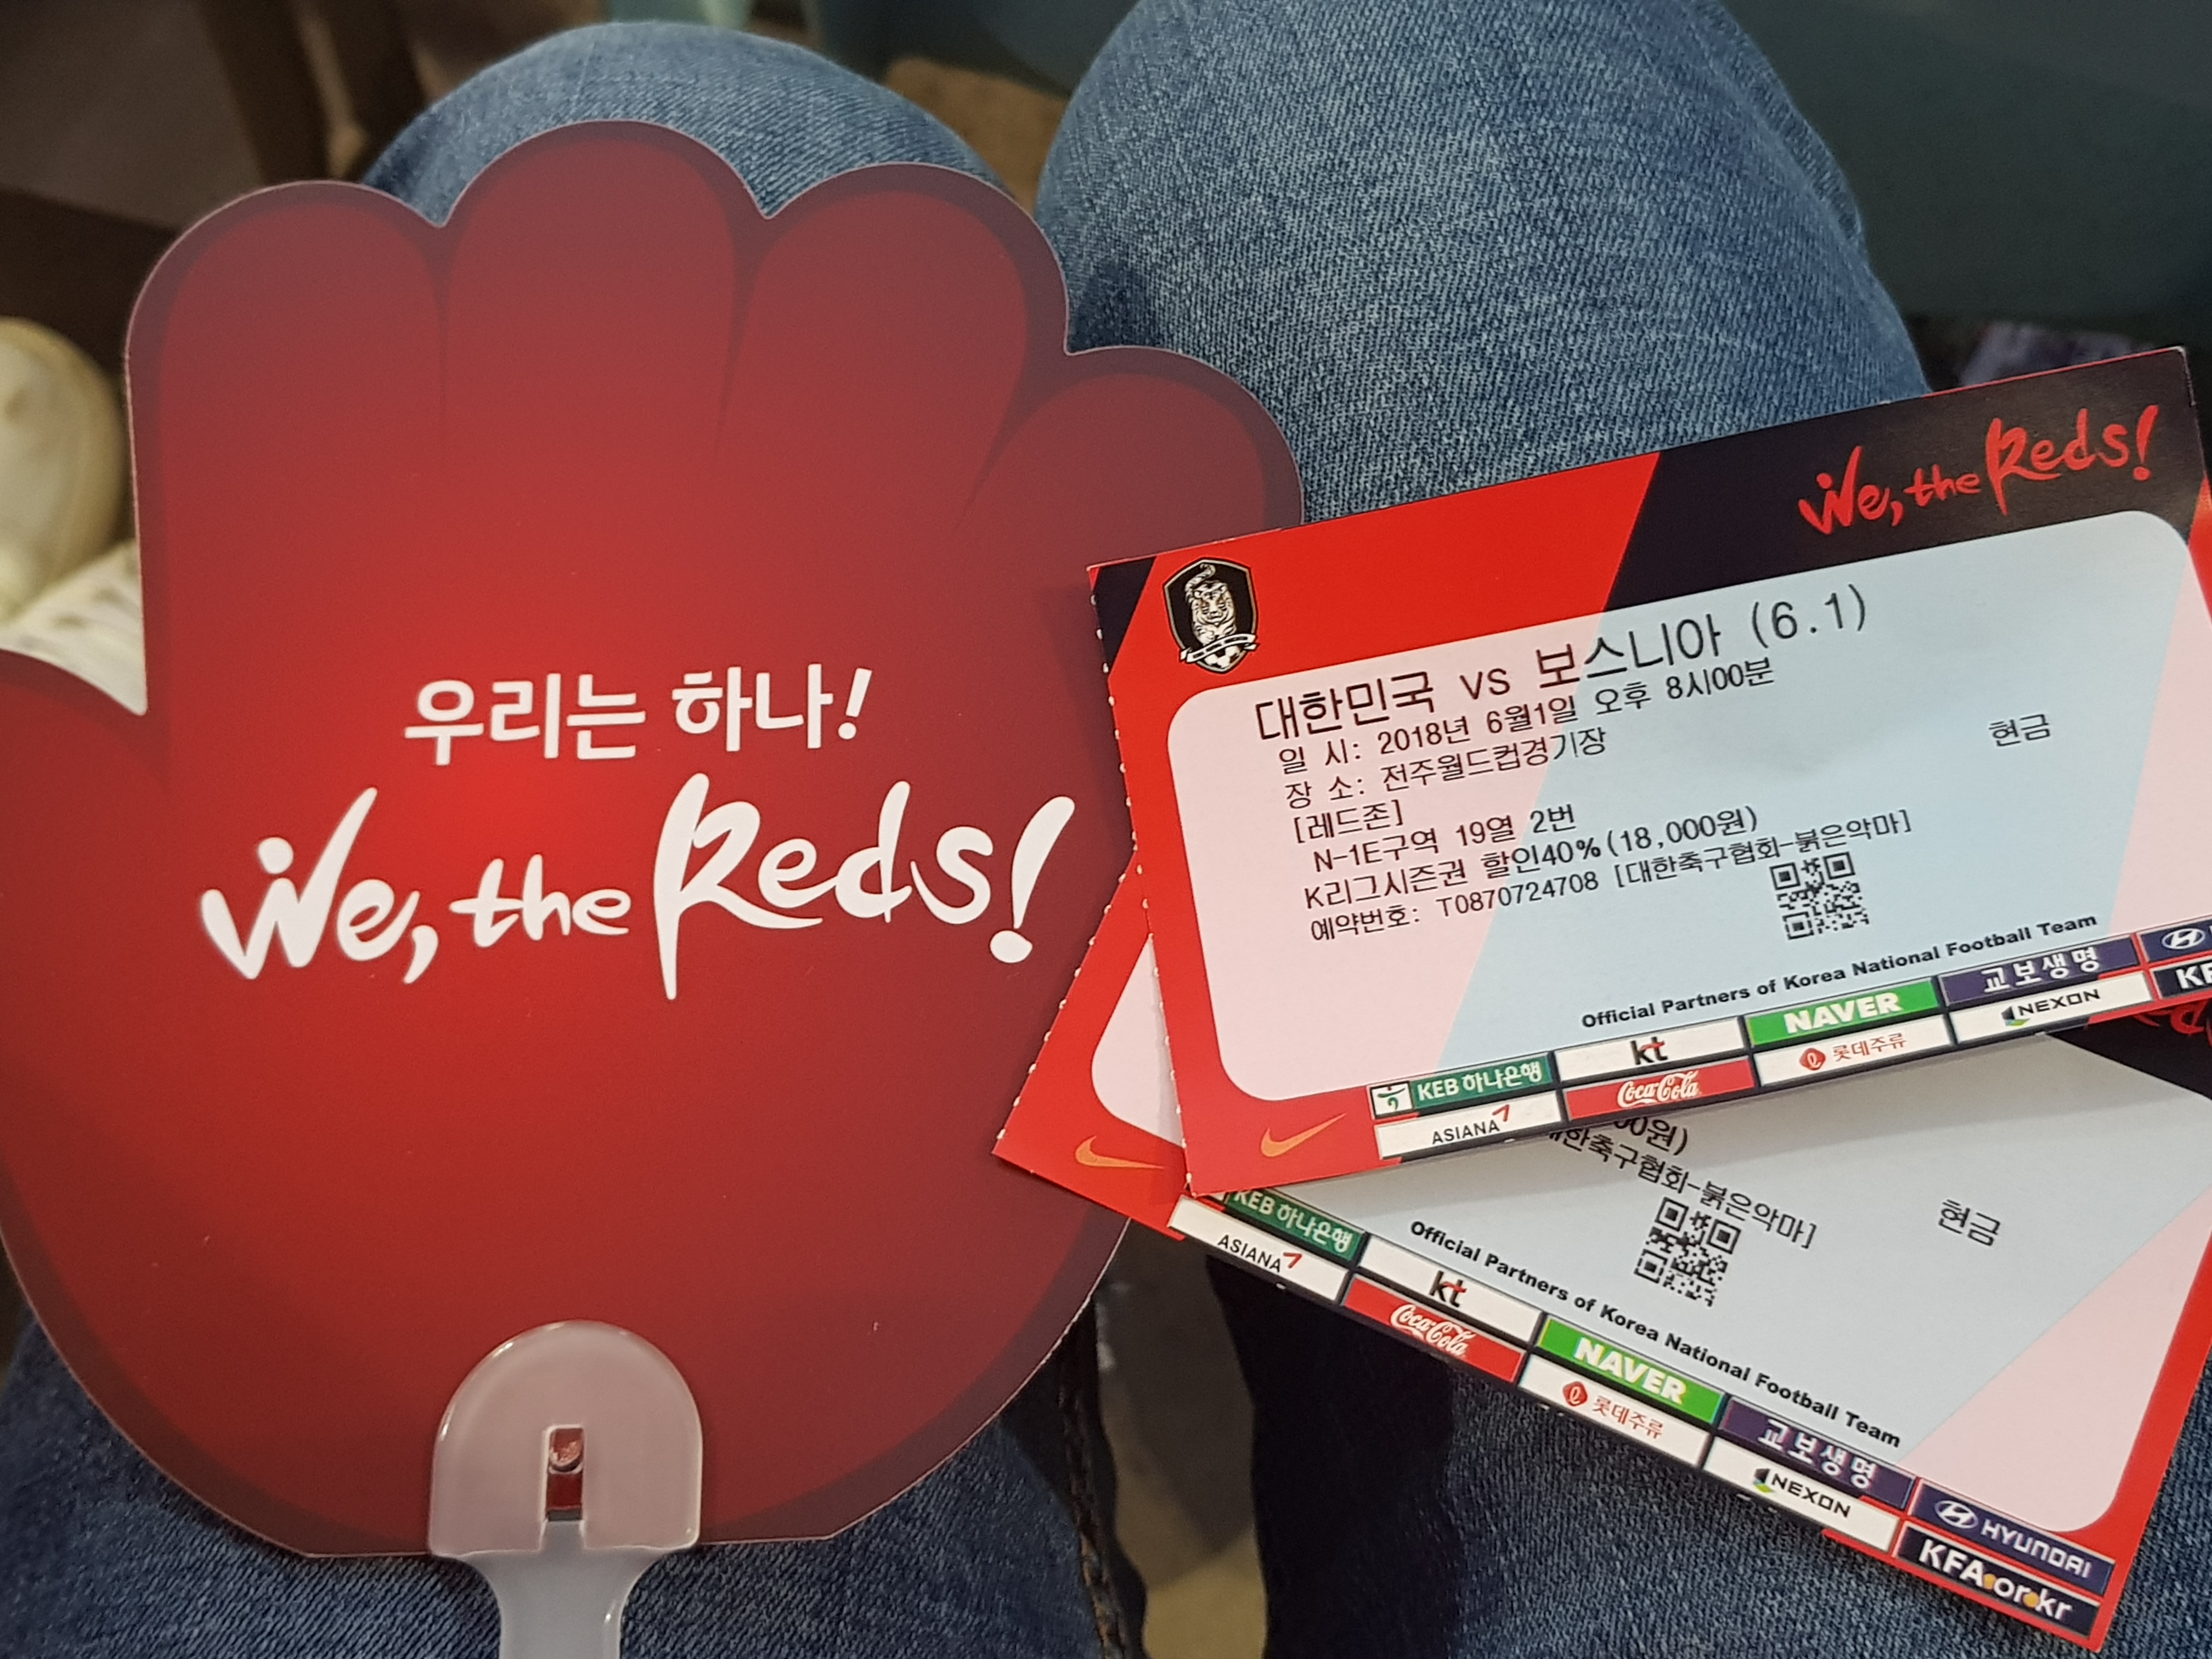 우리는 하나!
We, the Reds!
We, the Reds!
대한민국 vs 보스니아 (6.1)
일 시: 2018년 6월1일 오후 8시00분
장 소: 전주월드컵경기장
현금
[레드존]
N-1E구역 19열 2번
K리그시즌권 할인40%(18,000원)
예약번호: T0870724708 [대한축구협회-붉은악마]
Official Partners of Korea National Football Team
KEB 하나은행 kt NAVER 교보생명
ASIANA Coca-Cola 롯데주류 NEXON
00원)
대한축구협회-붉은악마]
현금
Official Partners of Korea National Football Team
KEB 하나은행 kt NAVER 교보생명 HYUNDAI
ASIANA Coca-Cola 롯데주류 NEXON KFA.or.kr